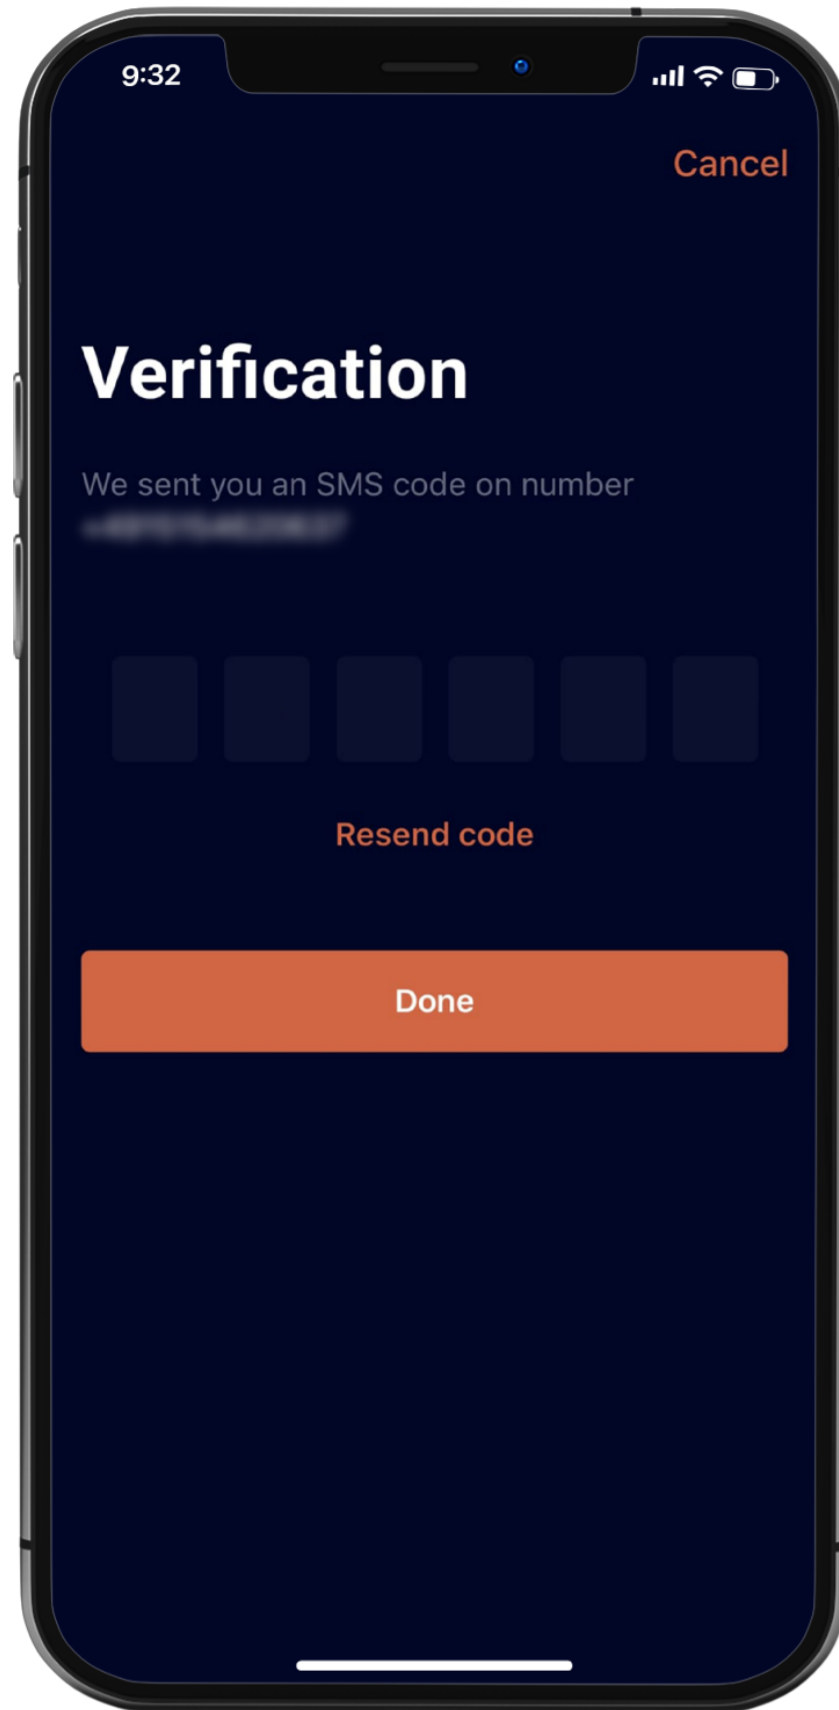 9:32
Cancel
Verification
We sent you an SMS code on number
Resend code
Done